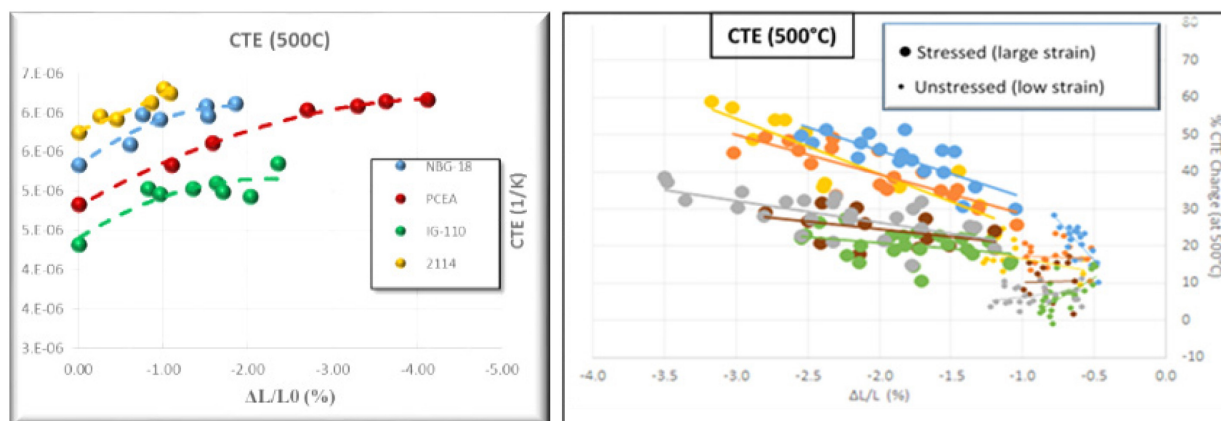 CTE (500C)
7.E-06
6.E-06
6.E-06
5.E-06
5.E-06
4.E-06
4.E-06
3.E-06
0.00 -1.00 -2.00 -3.00 -4.00 -5.00
ΔL/L0 (%)
CTE (1/K)
NBG-18
PCEA
IG-110
2114
CTE (500°C)
Stressed (large strain)
Unstressed (low strain)
80
70
60
50
40
30
20
10
0
-10
% CTE Change (at 500°C)
-4.0 -3.5 -3.0 -2.5 -2.0 -1.5 -1.0 -0.5 0.0
ΔL/L (%)